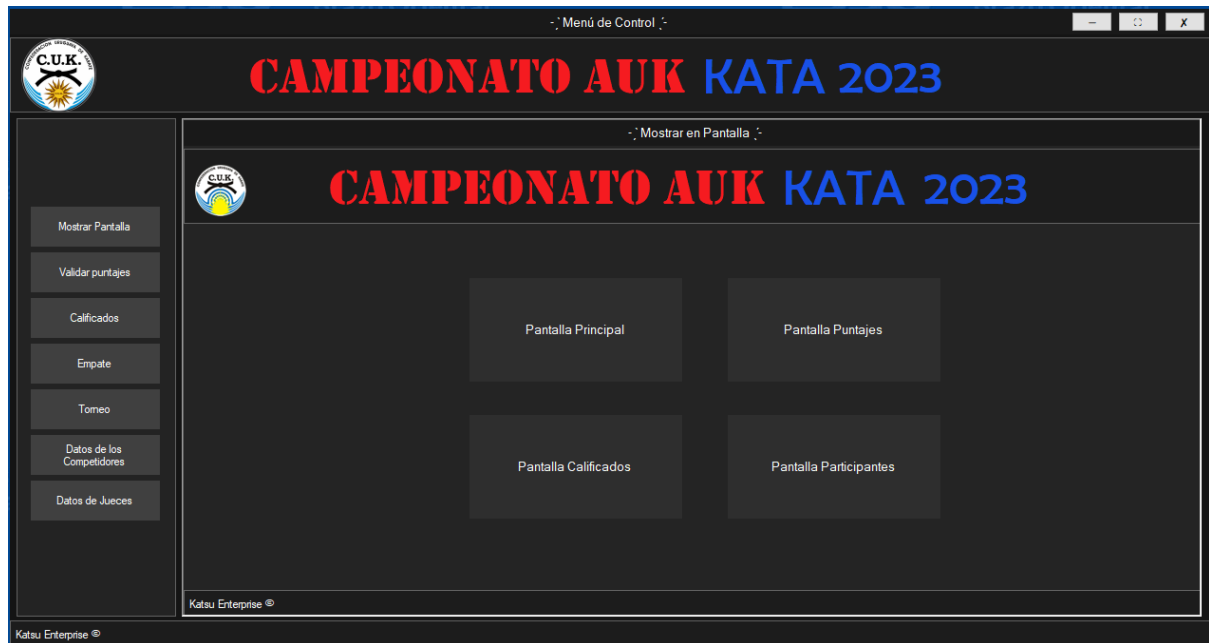 -¦ Menú de Control ¦-
C.U.K.
CAMPEONATO AUK KATA 2023
-¦ Mostrar en Pantalla ¦-
C.U.K.
CAMPEONATO AUK KATA 2023
Mostrar Pantalla
Validar puntajes
Calificados
Empate
Torneo
Datos de los
Competidores
Datos de Jueces
Pantalla Principal
Pantalla Puntajes
Pantalla Calificados
Pantalla Participantes
Katsu Enterprise ©
Katsu Enterprise ©